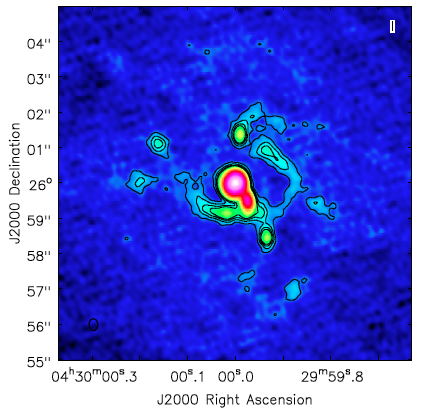 I
04"
03"
02"
01"
26°
59"
58"
57"
56"
55"
J2000 Declination
04ʰ30ᵐ00ˢ.3 00ˢ.1 00ˢ.0 29ᵐ59ˢ.8
J2000 Right Ascension